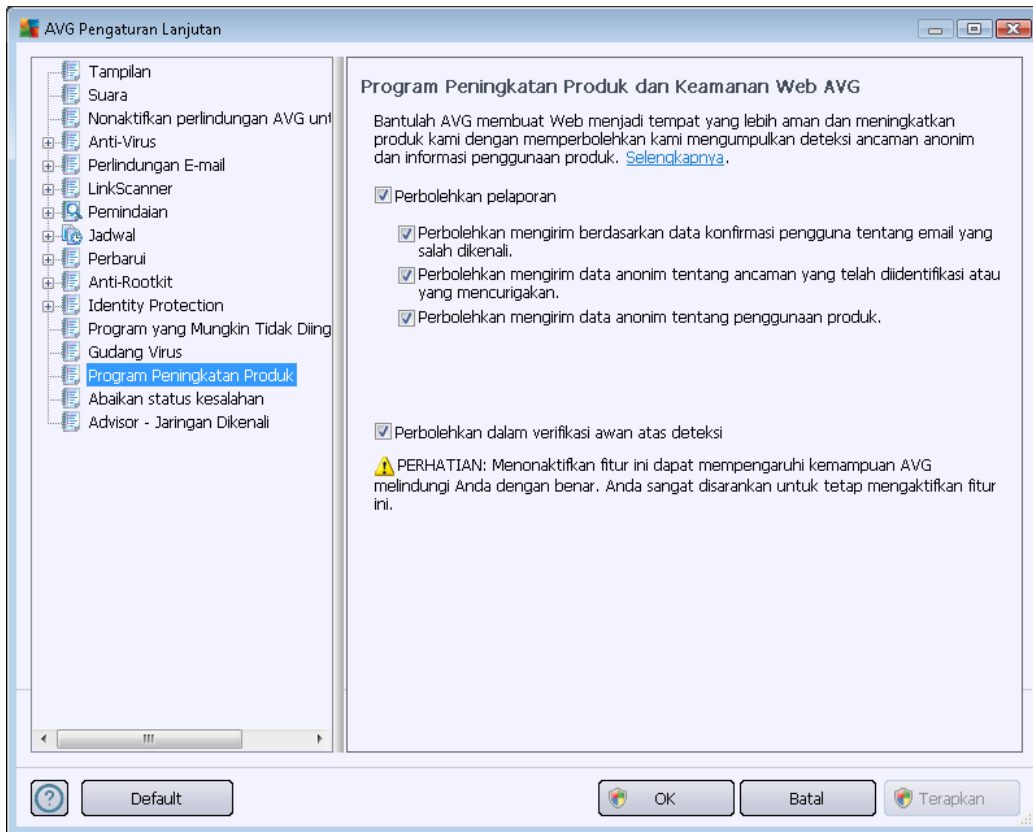 AVG Pengaturan Lanjutan
Tampilan
Suara
Nonaktifkan perlindungan AVG unt
Anti-Virus
Perlindungan E-mail
LinkScanner
Pemindaian
Jadwal
Perbarui
Anti-Rootkit
Identity Protection
Program yang Mungkin Tidak Diing
Gudang Virus
Program Peningkatan Produk
Abaikan status kesalahan
Advisor - Jaringan Dikenali
Program Peningkatan Produk dan Keamanan Web AVG
Bantulah AVG membuat Web menjadi tempat yang lebih aman dan meningkatkan
produk kami dengan memperbolehkan kami mengumpulkan deteksi ancaman anonim
dan informasi penggunaan produk. Selengkapnya.
Perbolehkan pelaporan
Perbolehkan mengirim berdasarkan data konfirmasi pengguna tentang email yang
salah dikenali.
Perbolehkan mengirim data anonim tentang ancaman yang telah diidentifikasi atau
yang mencurigakan.
Perbolehkan mengirim data anonim tentang penggunaan produk.
Perbolehkan dalam verifikasi awan atas deteksi
PERHATIAN: Menonaktifkan fitur ini dapat mempengaruhi kemampuan AVG
melindungi Anda dengan benar. Anda sangat disarankan untuk tetap mengaktifkan fitur
ini.
Default
OK
Batal
Terapkan